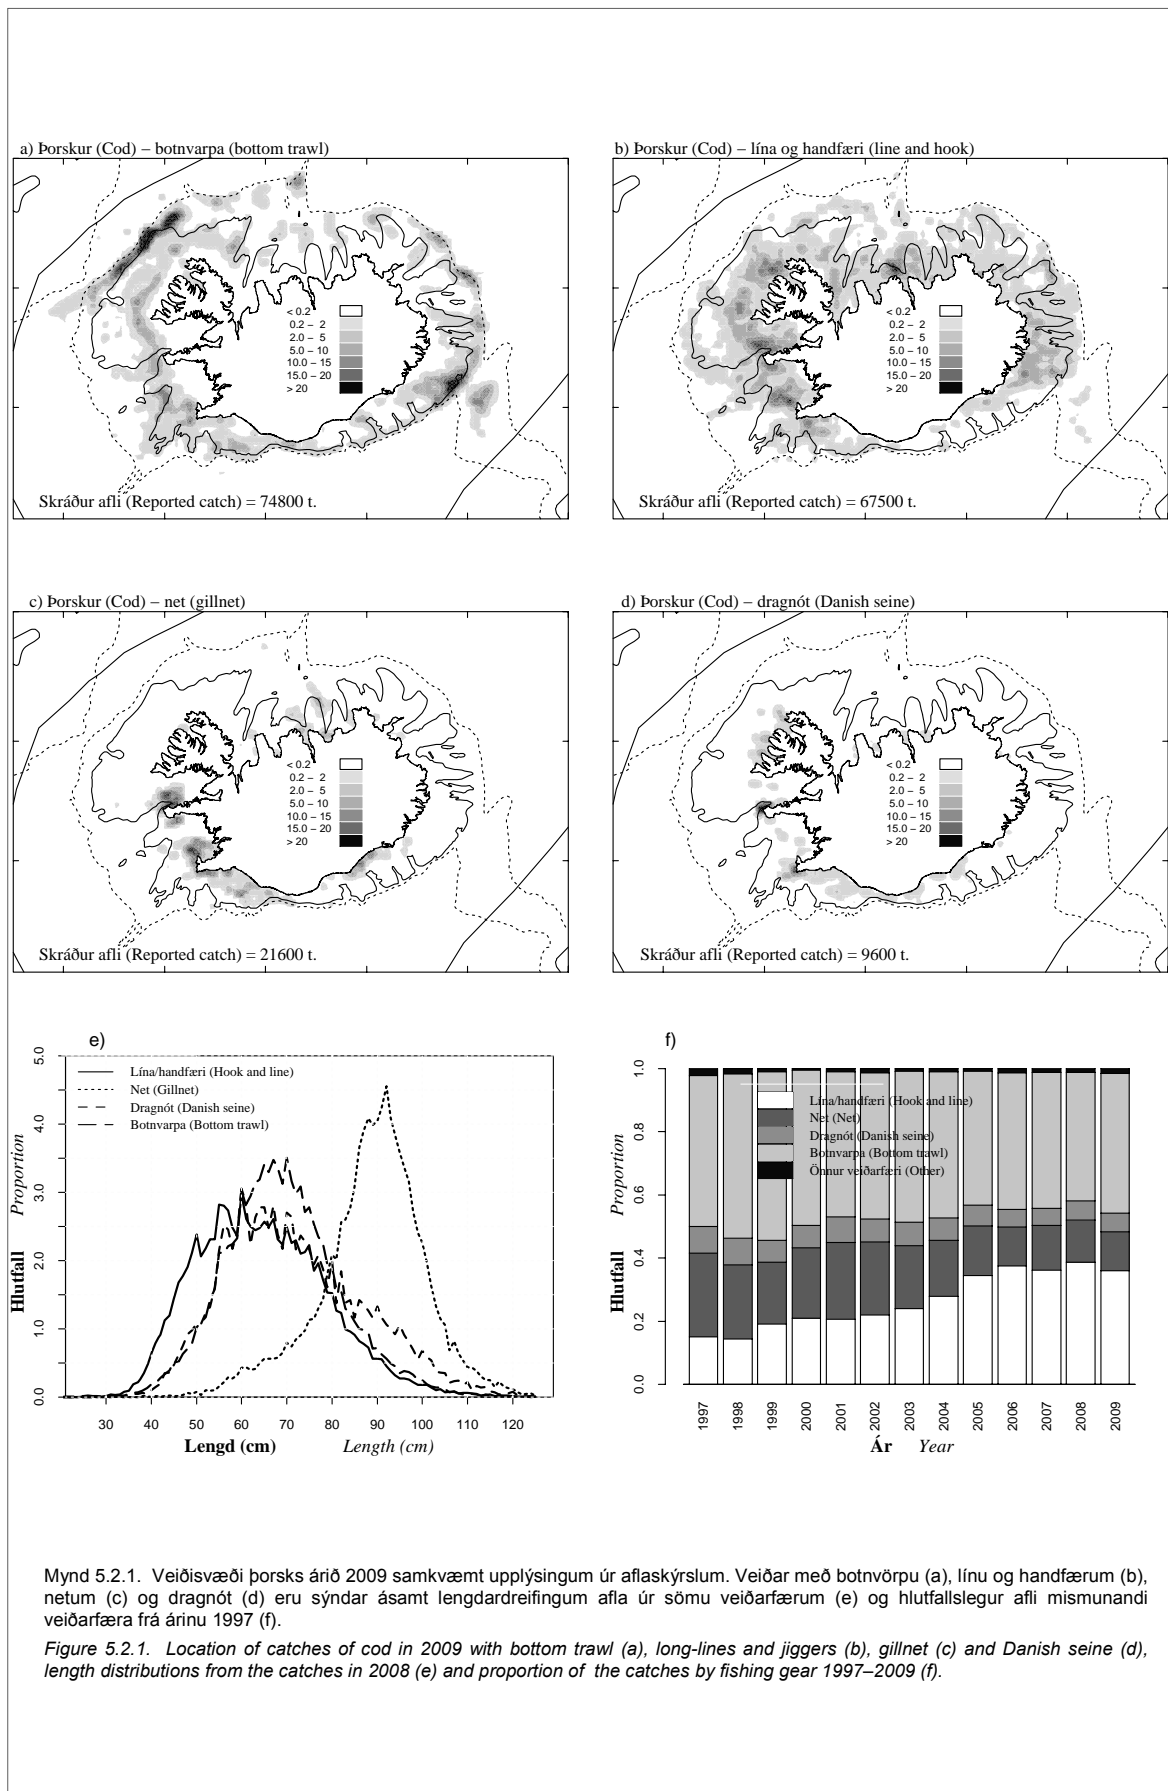 a) Þorskur (Cod) – botnvarpa (bottom trawl)
< 0.2
0.2 – 2
2.0 – 5
5.0 – 10
10.0 – 15
15.0 – 20
> 20
Skráður afli (Reported catch) = 74800 t.
b) Þorskur (Cod) – lína og handfæri (line and hook)
< 0.2
0.2 – 2
2.0 – 5
5.0 – 10
10.0 – 15
15.0 – 20
> 20
Skráður afli (Reported catch) = 67500 t.
c) Þorskur (Cod) – net (gillnet)
< 0.2
0.2 – 2
2.0 – 5
5.0 – 10
10.0 – 15
15.0 – 20
> 20
Skráður afli (Reported catch) = 21600 t.
d) Þorskur (Cod) – dragnót (Danish seine)
< 0.2
0.2 – 2
2.0 – 5
5.0 – 10
10.0 – 15
15.0 – 20
> 20
Skráður afli (Reported catch) = 9600 t.
e)
Lína/handfæri (Hook and line)
Net (Gillnet)
Dragnót (Danish seine)
Botnvarpa (Bottom trawl)
5.0
4.0
3.0
2.0
1.0
0.0
Hlutfall Proportion
30 40 50 60 70 80 90 100 110 120
Lengd (cm) Length (cm)
f)
Lína/handfæri (Hook and line)
Net (Net)
Dragnót (Danish seine)
Botnvarpa (Bottom trawl)
Önnur veiðarfæri (Other)
1.0
0.8
0.6
0.4
0.2
0.0
Hlutfall Proportion
1997 1998 1999 2000 2001 2002 2003 2004 2005 2006 2007 2008 2009
Ár Year
Mynd 5.2.1. Veiðisvæði þorsks árið 2009 samkvæmt upplýsingum úr aflaskýrslum. Veiðar með botnvörpu (a), línu og handfærum (b),
netum (c) og dragnót (d) eru sýndar ásamt lengdardreifingum afla úr sömu veiðarfærum (e) og hlutfallslegur afli mismunandi
veiðarfæra frá árinu 1997 (f).
Figure 5.2.1. Location of catches of cod in 2009 with bottom trawl (a), long-lines and jiggers (b), gillnet (c) and Danish seine (d),
length distributions from the catches in 2008 (e) and proportion of the catches by fishing gear 1997–2009 (f).